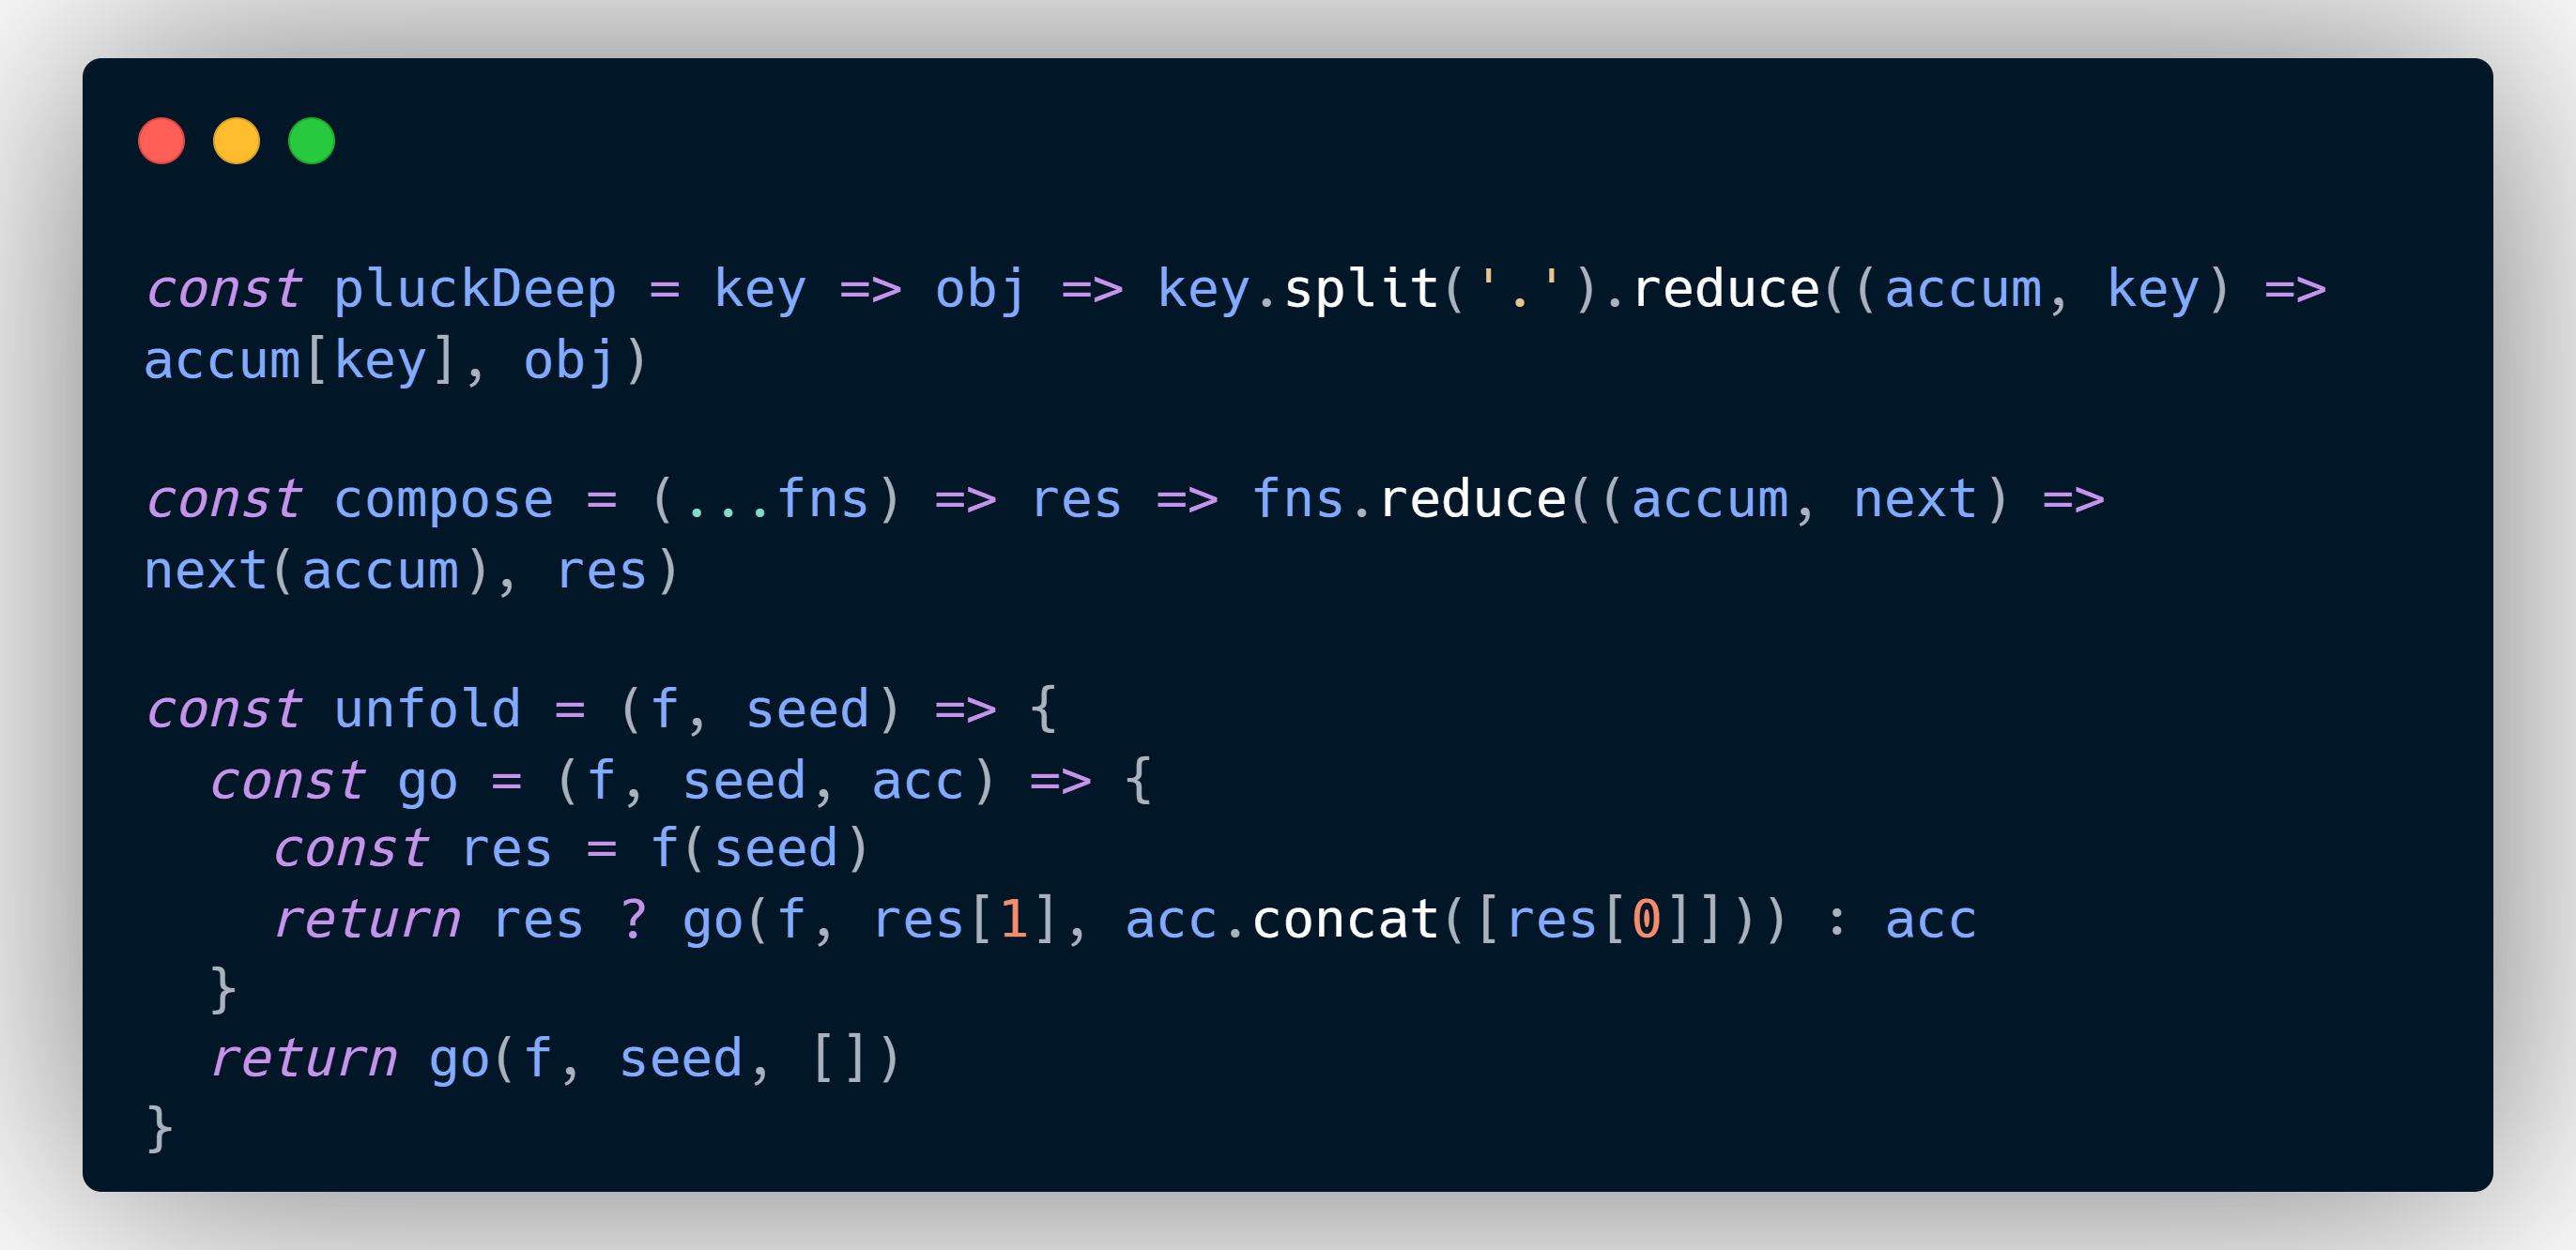 const pluckDeep = key => obj => key.split('.').reduce((accum, key) =>
accum[key], obj)

const compose = (...fns) => res => fns.reduce((accum, next) =>
next(accum), res)

const unfold = (f, seed) => {
  const go = (f, seed, acc) => {
    const res = f(seed)
    return res ? go(f, res[1], acc.concat([res[0]])) : acc
  }
  return go(f, seed, [])
}